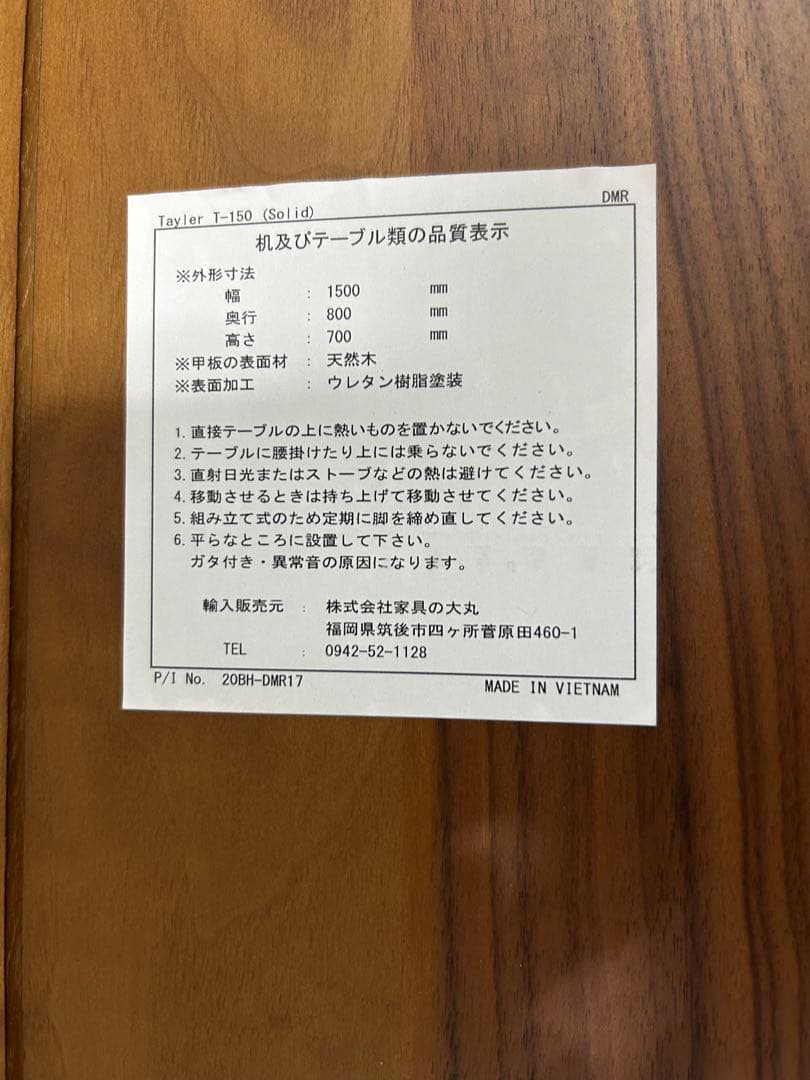 Tayler T-150 (Solid) DMR
机及びテーブル類の品質表示
※外形寸法
幅 : 1500 mm
奥行 : 800 mm
高さ : 700 mm
※甲板の表面材 : 天然木
※表面加工 : ウレタン樹脂塗装
1. 直接テーブルの上に熱いものを置かないでください。
2. テーブルに腰掛けたり上には乗らないでください。
3. 直射日光またはストーブなどの熱は避けてください。
4. 移動させるときは持ち上げて移動させてください。
5. 組み立て式のため定期に脚を締め直してください。
6. 平らなところに設置して下さい。
ガタ付き・異常音の原因になります。
輸入販売元 : 株式会社家具の大丸
福岡県筑後市四ヶ所菅原田460-1
TEL : 0942-52-1128
P/I No. 20BH-DMR17 MADE IN VIETNAM